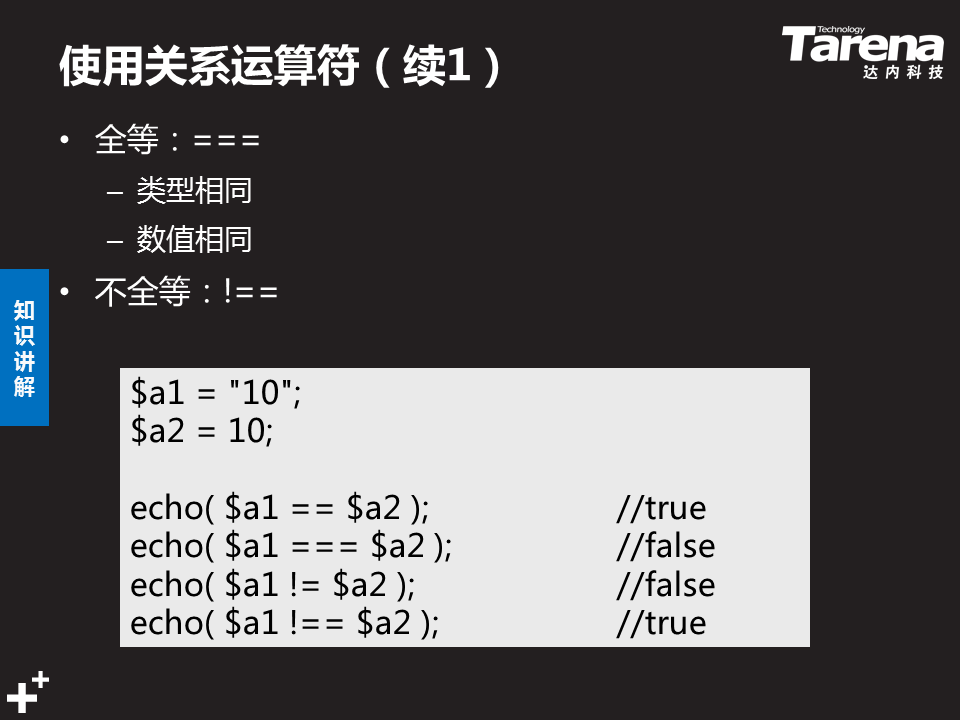 使用关系运算符（续1）
Technology
Tarena
达内科技
• 全等：===
– 类型相同
– 数值相同
• 不全等：!==
知识讲解
$a1 = "10";
$a2 = 10;
echo( $a1 == $a2 ); //true
echo( $a1 === $a2 ); //false
echo( $a1 != $a2 ); //false
echo( $a1 !== $a2 ); //true